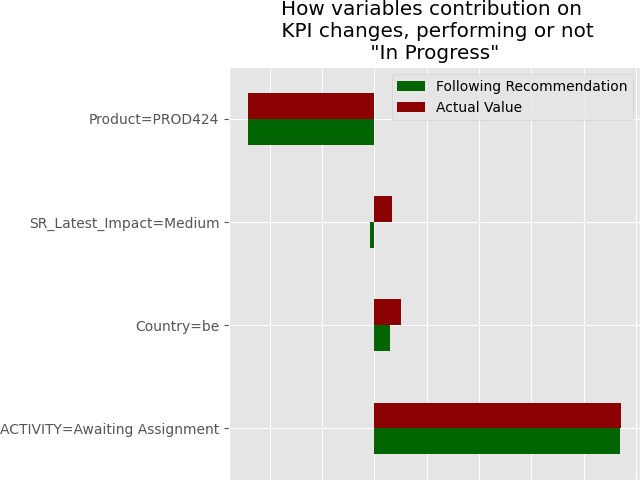 How variables contribution on
KPI changes, performing or not
"In Progress"
Following Recommendation
Actual Value
Product=PROD424
SR_Latest_Impact=Medium
Country=be
ACTIVITY=Awaiting Assignment